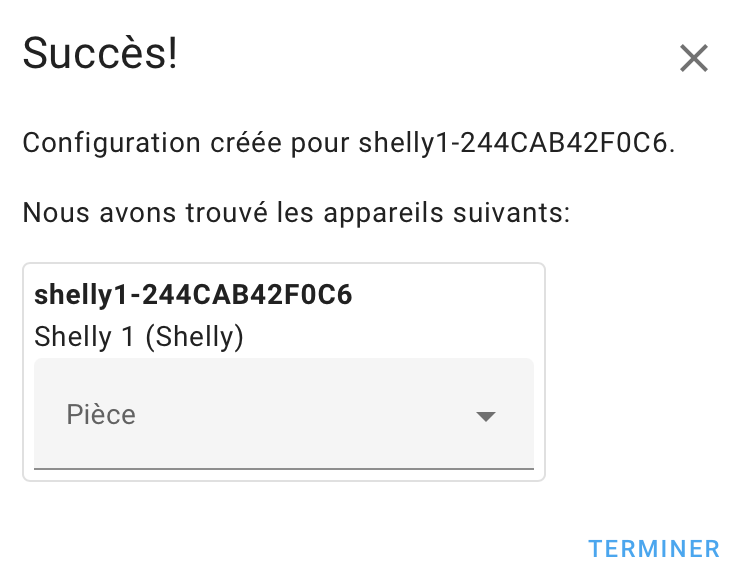 Succès!
Configuration créée pour shelly1-244CAB42F0C6.
Nous avons trouvé les appareils suivants:
shelly1-244CAB42F0C6
Shelly 1 (Shelly)
Pièce
TERMINER